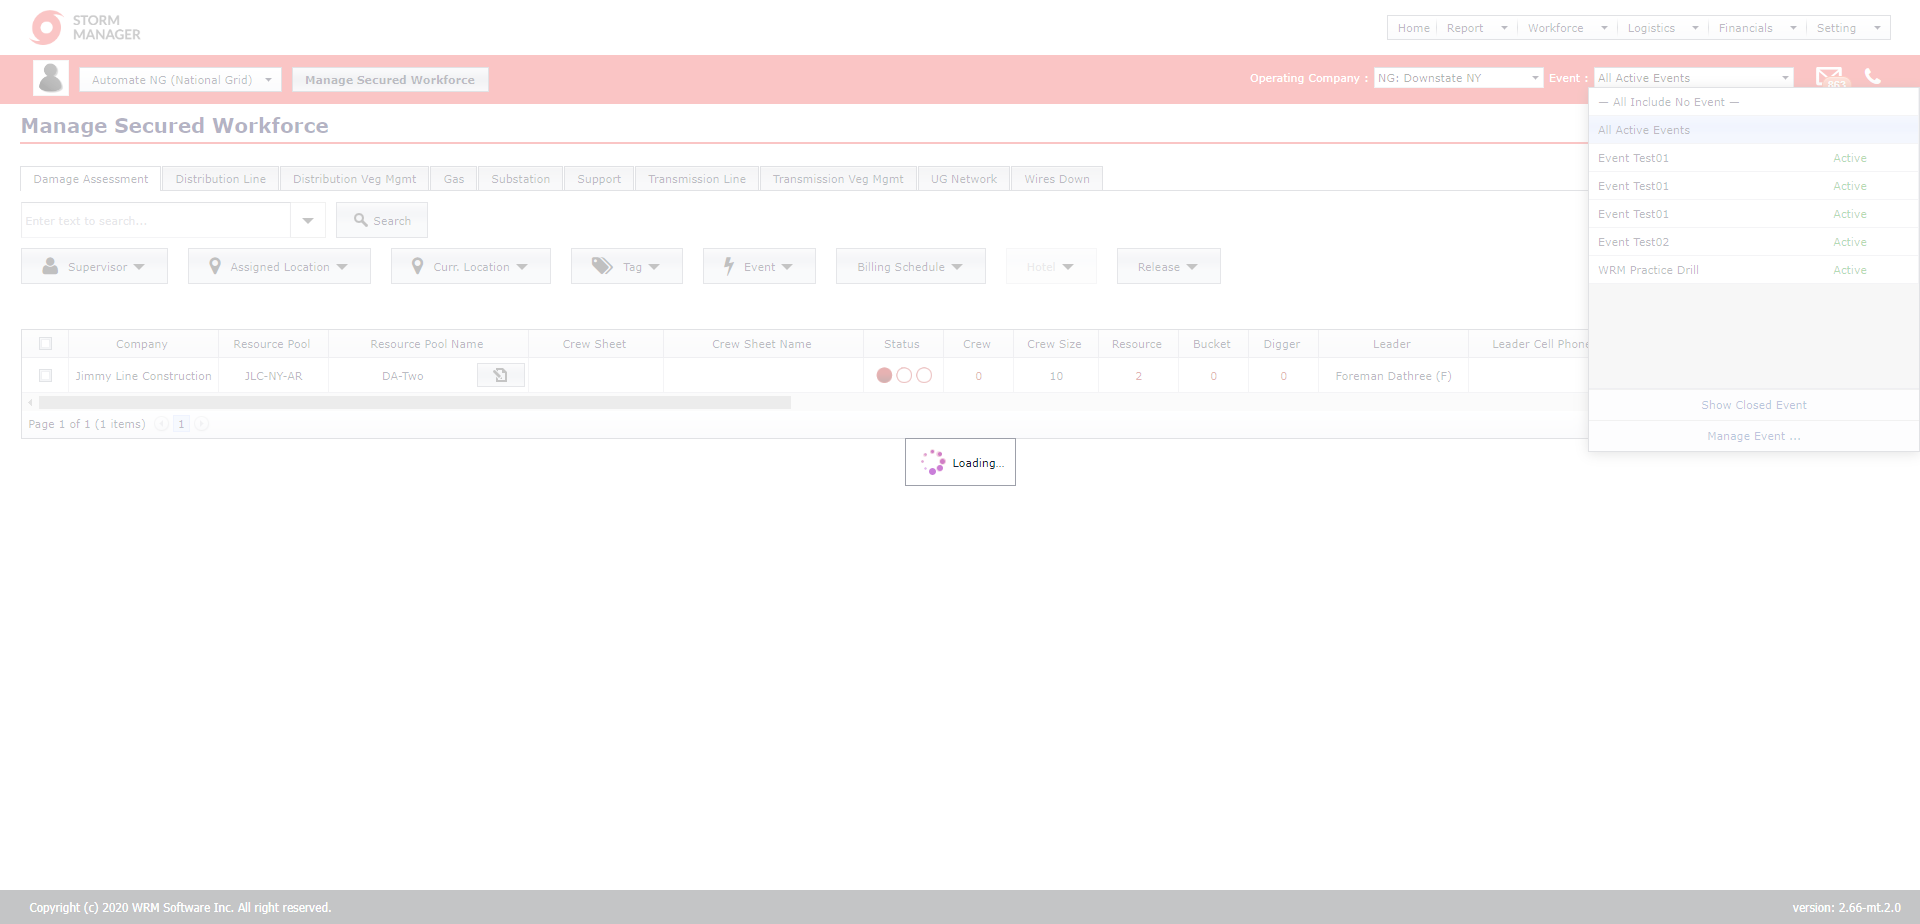 STORM
MANAGER
Home Report Workforce Logistics Financials Setting
Automate NG (National Grid) Manage Secured Workforce Operating Company : NG: Downstate NY Event : All Active Events 863
— All Include No Event —
All Active Events
Event Test01 Active
Event Test01 Active
Event Test01 Active
Event Test02 Active
WRM Practice Drill Active
Show Closed Event
Manage Event ...
Manage Secured Workforce
Damage Assessment Distribution Line Distribution Veg Mgmt Gas Substation Support Transmission Line Transmission Veg Mgmt UG Network Wires Down
Enter text to search... Search
Supervisor Assigned Location Curr. Location Tag Event Billing Schedule Hotel Release
Company Resource Pool Resource Pool Name Crew Sheet Crew Sheet Name Status Crew Crew Size Resource Bucket Digger Leader Leader Cell Phone
Jimmy Line Construction JLC-NY-AR DA-Two 0 10 2 0 0 Foreman Dathree (F)
Page 1 of 1 (1 items) 1
Loading...
Copyright (c) 2020 WRM Software Inc. All right reserved. version: 2.66-mt.2.0